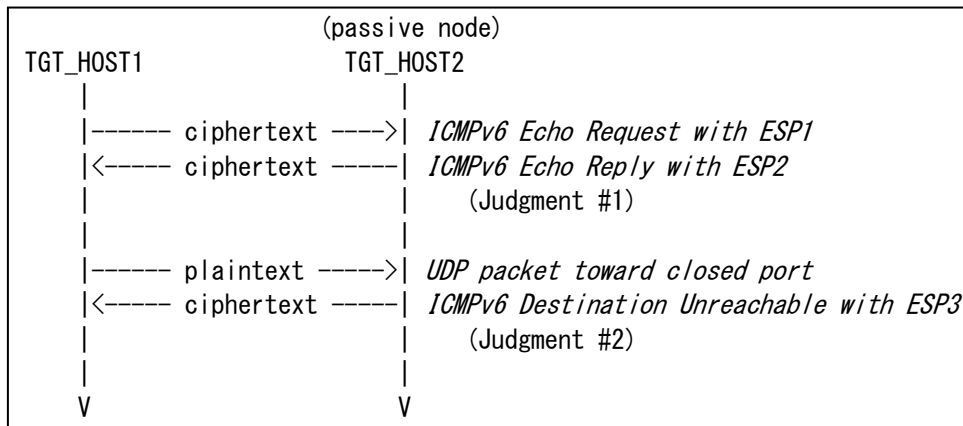 (passive node)
TGT_HOST1 TGT_HOST2
| |
|------ ciphertext ---->| ICMPv6 Echo Request with ESP1
|<----- ciphertext -----| ICMPv6 Echo Reply with ESP2
| | (Judgment #1)
| |
|------ plaintext ----->| UDP packet toward closed port
|<----- ciphertext -----| ICMPv6 Destination Unreachable with ESP3
| | (Judgment #2)
| |
V V